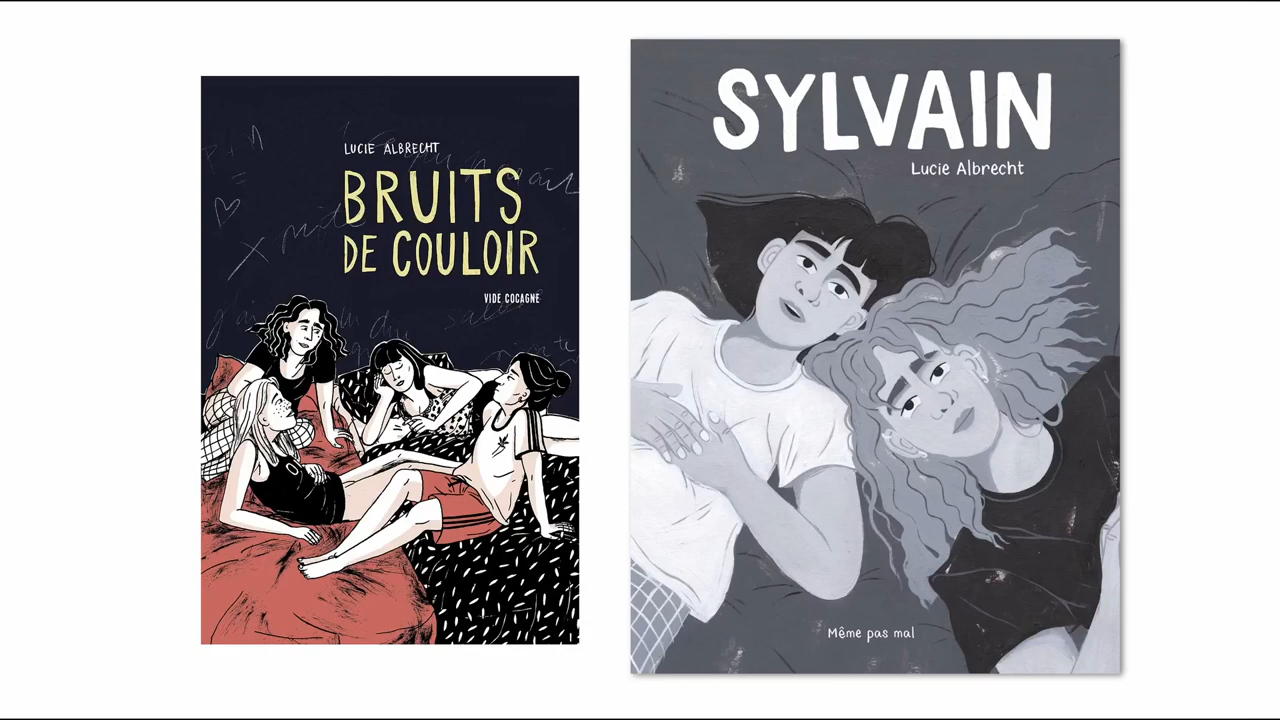 LUCIE ALBRECHT
BRUITS
DE COULOIR
VIDE COCAGNE
SYLVAIN
Lucie Albrecht
Même pas mal